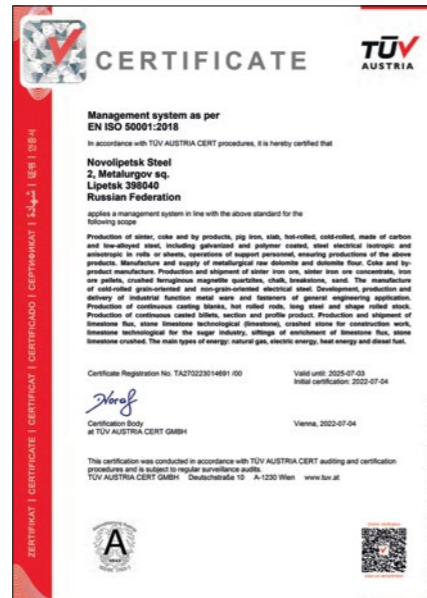 CERTIFICATE
TÜV
AUSTRIA
Management system as per
EN ISO 50001:2018
In accordance with TÜV AUSTRIA CERT procedures, it is hereby certified that
Novolipetsk Steel
2, Metalurgov sq.
Lipetsk 398040
Russian Federation
applies a management system in line with the above standard for the
following scope
Production of sinter, coke and by products, pig iron, slab, hot-rolled, cold-rolled, made of carbon
and low-alloyed steel, including galvanized and polymer coated, steel electrical isotropic and
anisotropic in rolls or sheets, operations of support personnel, ensuring productions of the above
products. Manufacture and supply of metallurgical raw dolomite and dolomite flour. Coke and by-
product manufacture. Production and shipment of sinter iron ore, sinter iron ore concentrate, iron
ore pellets, crushed ferruginous magnetite quartzites, chalk, breakstone, sand. The manufacture
of cold-rolled grain-oriented and non-grain-oriented electrical steel. Development, production and
delivery of industrial function metal ware and fasteners of general engineering application.
Production of continuous casting blanks, hot rolled rods, long steel and shape rolled stock.
Production of continuous casted billets, section and profile product. Production and shipment of
limestone flux, stone limestone technological (limestone), crashed stone for construction work,
limestone technological for the sugar industry, siftings of enrichment of limestone flux, stone
limestone crushed. The main types of energy: natural gas, electric energy, heat energy and diesel fuel.
Certificate Registration No. TA270223014691 /00
Valid until: 2025-07-03
Initial certification: 2022-07-04
Certification Body
at TÜV AUSTRIA CERT GMBH
Vienna, 2022-07-04
This certification was conducted in accordance with TÜV AUSTRIA CERT auditing and certification
procedures and is subject to regular surveillance audits.
TÜV AUSTRIA CERT GMBH Deutschstraße 10 A-1230 Wien www.tuv.at
ZERTIFIKAT | CERTIFICATE | CERTIFICAT | CERTIFICADO | СЕРТИФИКАТ | شهادة | 证书 | 인증서
A